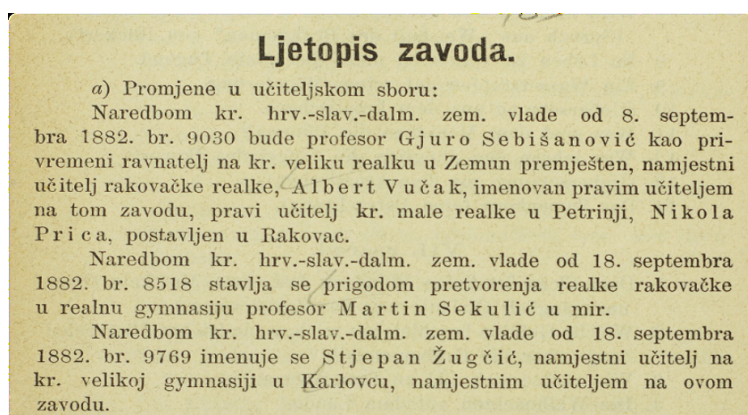 Ljetopis zavoda.
a) Promjene u učiteljskom sboru:
Naredbom kr. hrv.-slav.-dalm. zem. vlade od 8. septem-
bra 1882. br. 9030 bude profesor Gjuro Sebišanović kao pri-
vremeni ravnatelj na kr. veliku realku u Zemun premješten, namjestni
učitelj rakovačke realke, Albert Vučak, imenovan pravim učiteljem
na tom zavodu, pravi učitelj kr. male realke u Petrinji, Nikola
Prica, postavljen u Rakovac.
Naredbom kr. hrv.-slav.-dalm. zem. vlade od 18. septembra
1882. br. 8518 stavlja se prigodom pretvorenja realke rakovačke
u realnu gymnasiju profesor Martin Sekulić u mir.
Naredbom kr. hrv.-slav.-dalm. zem. vlade od 18. septembra
1882. br. 9769 imenuje se Stjepan Žugčić, namjestni učitelj na
kr. velikoj gymnasiji u Karlovcu, namjestnim učiteljem na ovom
zavodu.